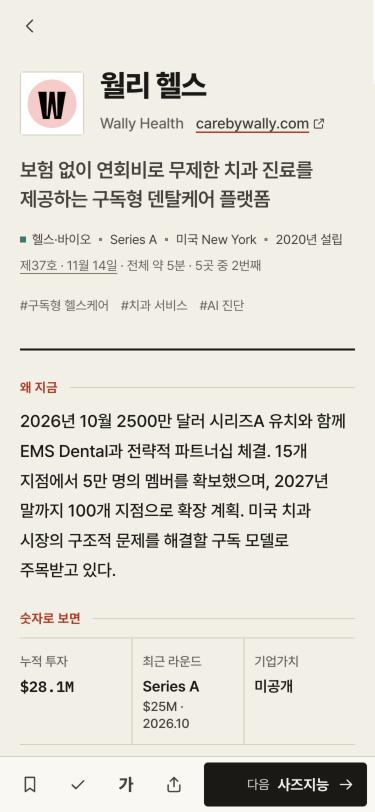 W
월리 헬스
Wally Health carebywally.com
보험 없이 연회비로 무제한 치과 진료를
제공하는 구독형 덴탈케어 플랫폼
헬스·바이오 ▪ Series A ▪ 미국 New York ▪ 2020년 설립
제37호 · 11월 14일 · 전체 약 5분 · 5곳 중 2번째
#구독형 헬스케어 #치과 서비스 #AI 진단
왜 지금
2026년 10월 2500만 달러 시리즈A 유치와 함께
EMS Dental과 전략적 파트너십 체결. 15개
지점에서 5만 명의 멤버를 확보했으며, 2027년
말까지 100개 지점으로 확장 계획. 미국 치과
시장의 구조적 문제를 해결할 구독 모델로
주목받고 있다.
숫자로 보면
누적 투자 최근 라운드 기업가치
$28.1M Series A 미공개
$25M ·
2026.10
가 다음 사즈지능 →